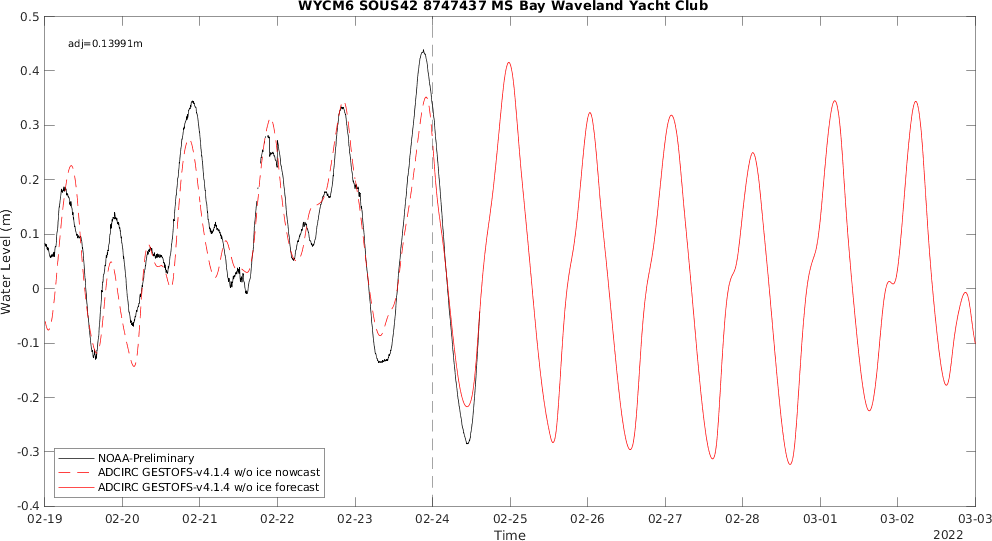 WYCM6 SOUS42 8747437 MS Bay Waveland Yacht Club
adj=0.13991m
0.5
0.4
0.3
0.2
0.1
0
-0.1
-0.2
-0.3
-0.4
Water Level (m)
NOAA-Preliminary
ADCIRC GESTOFS-v4.1.4 w/o ice nowcast
ADCIRC GESTOFS-v4.1.4 w/o ice forecast
02-19 02-20 02-21 02-22 02-23 02-24 02-25 02-26 02-27 02-28 03-01 03-02 03-03
Time
2022